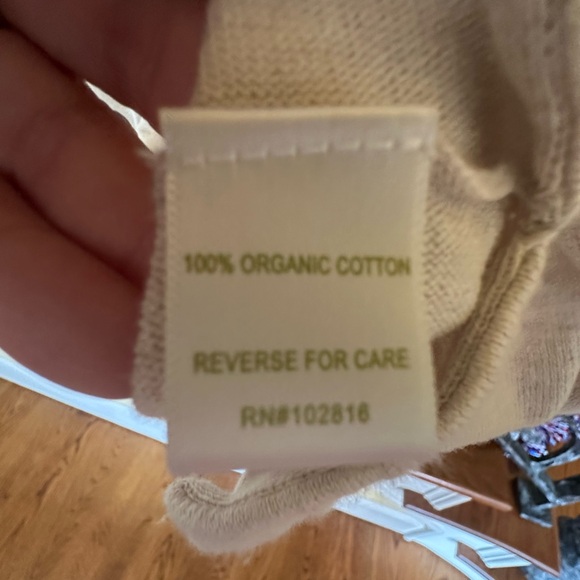 100% ORGANIC COTTON
REVERSE FOR CARE
RN#102816